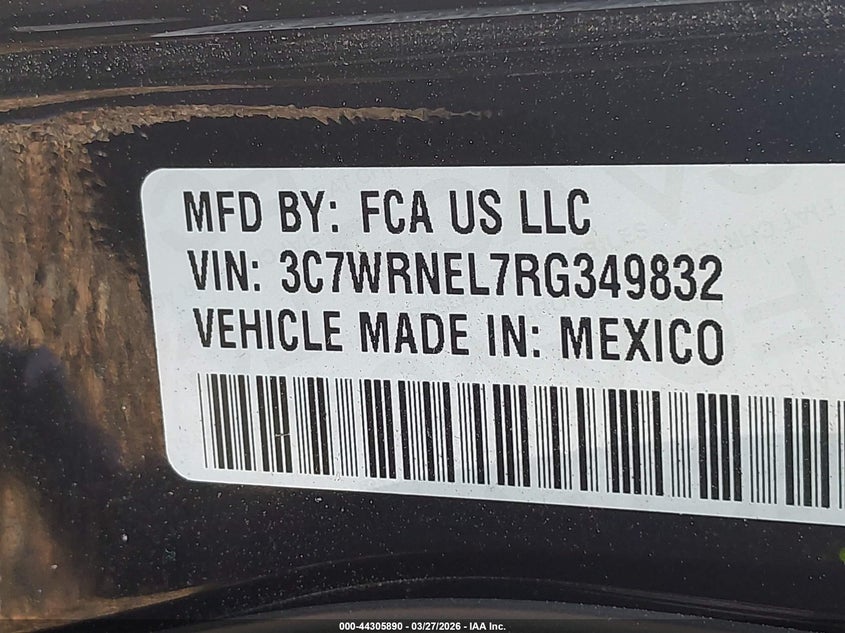 MFD BY: FCA US LLC
VIN: 3C7WRNEL7RG349832
VEHICLE MADE IN: MEXICO
000-44305890 - 03/27/2026 - IAA Inc.